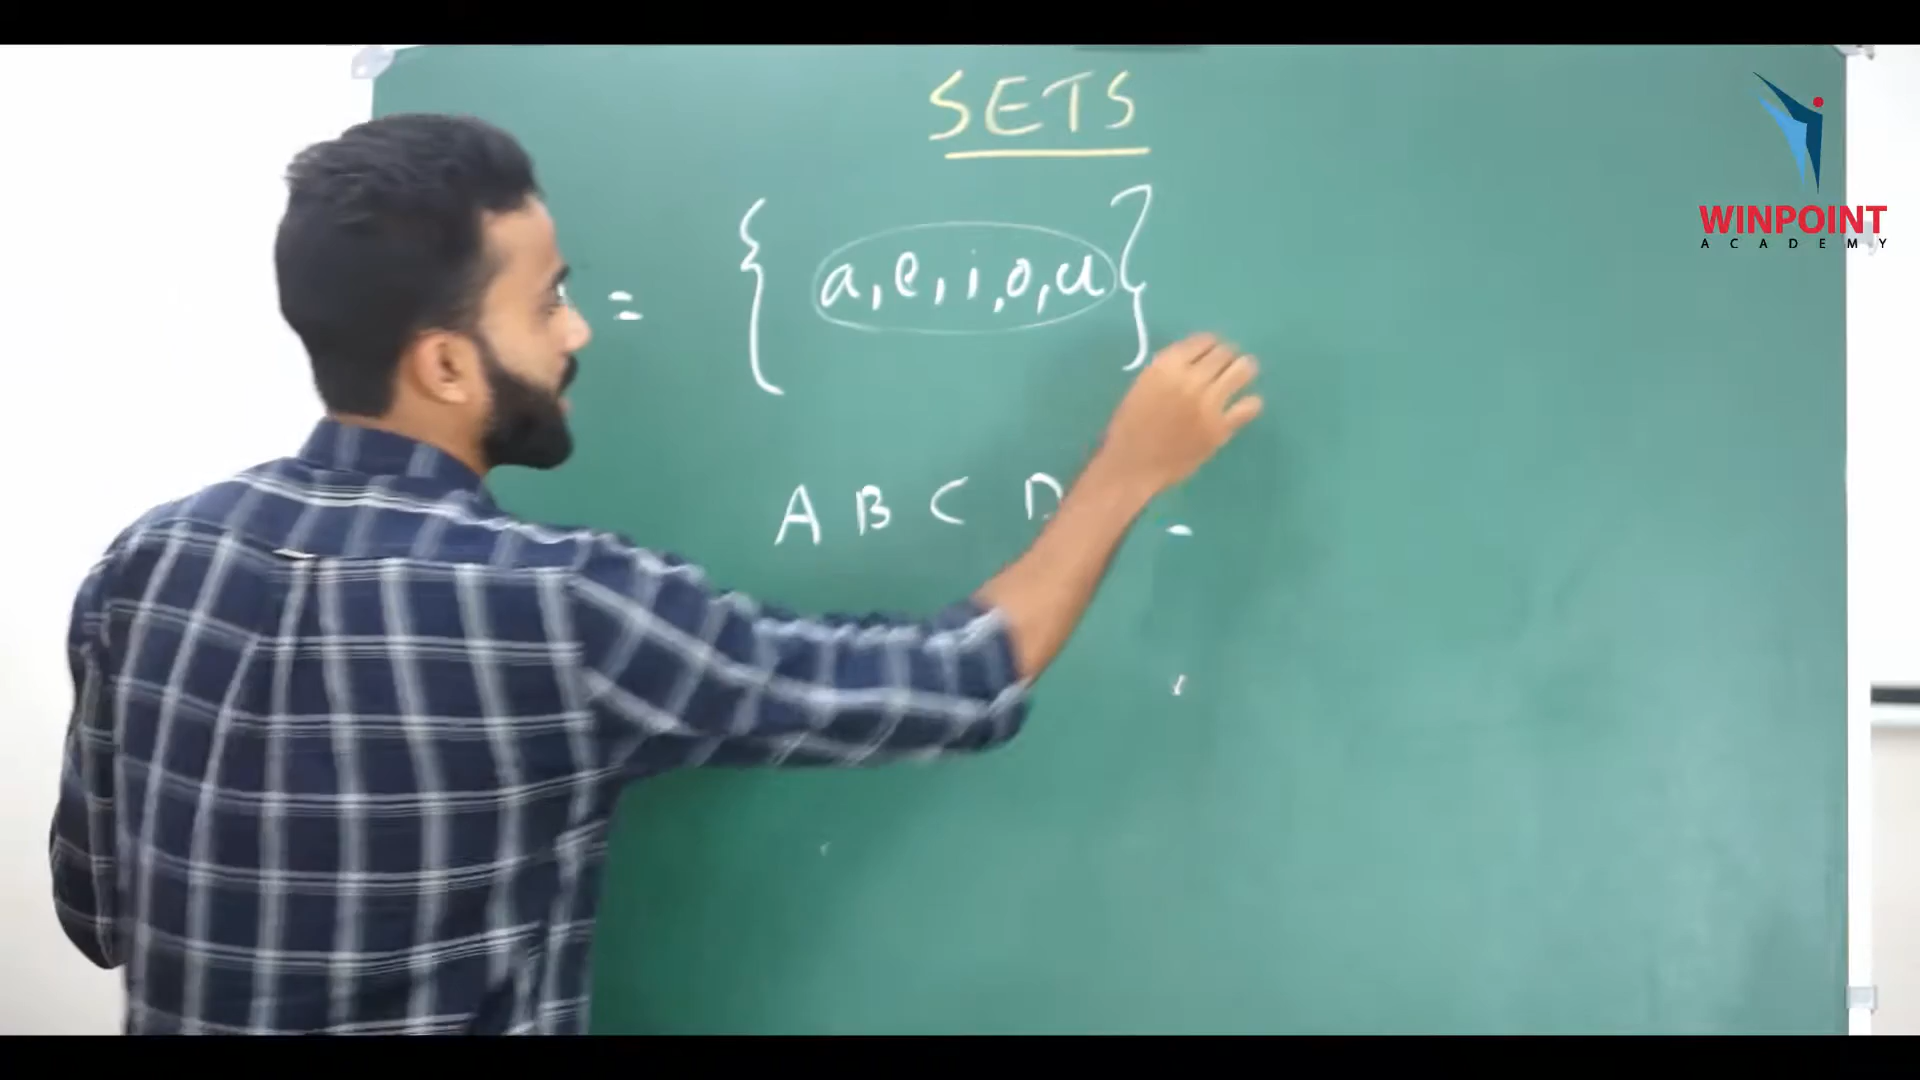 SETS
= { a, e, i, o, u }
A B C D -
WINPOINT
ACADEMY